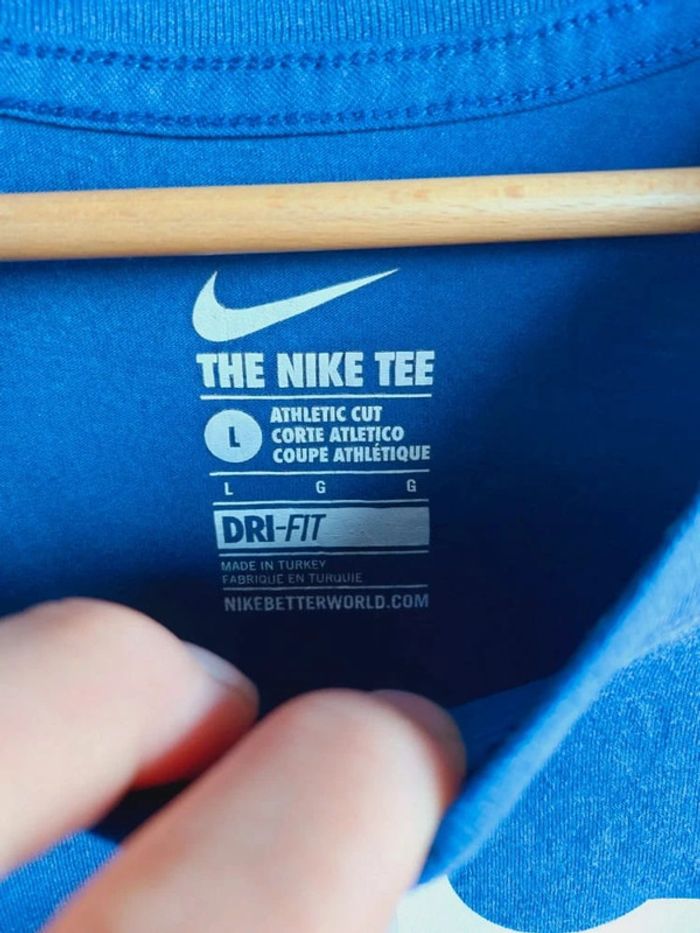 THE NIKE TEE
L
ATHLETIC CUT
CORTE ATLETICO
COUPE ATHLÉTIQUE
L G G
DRI-FIT
MADE IN TURKEY
FABRIQUE EN TURQUIE
NIKEBETTERWORLD.COM